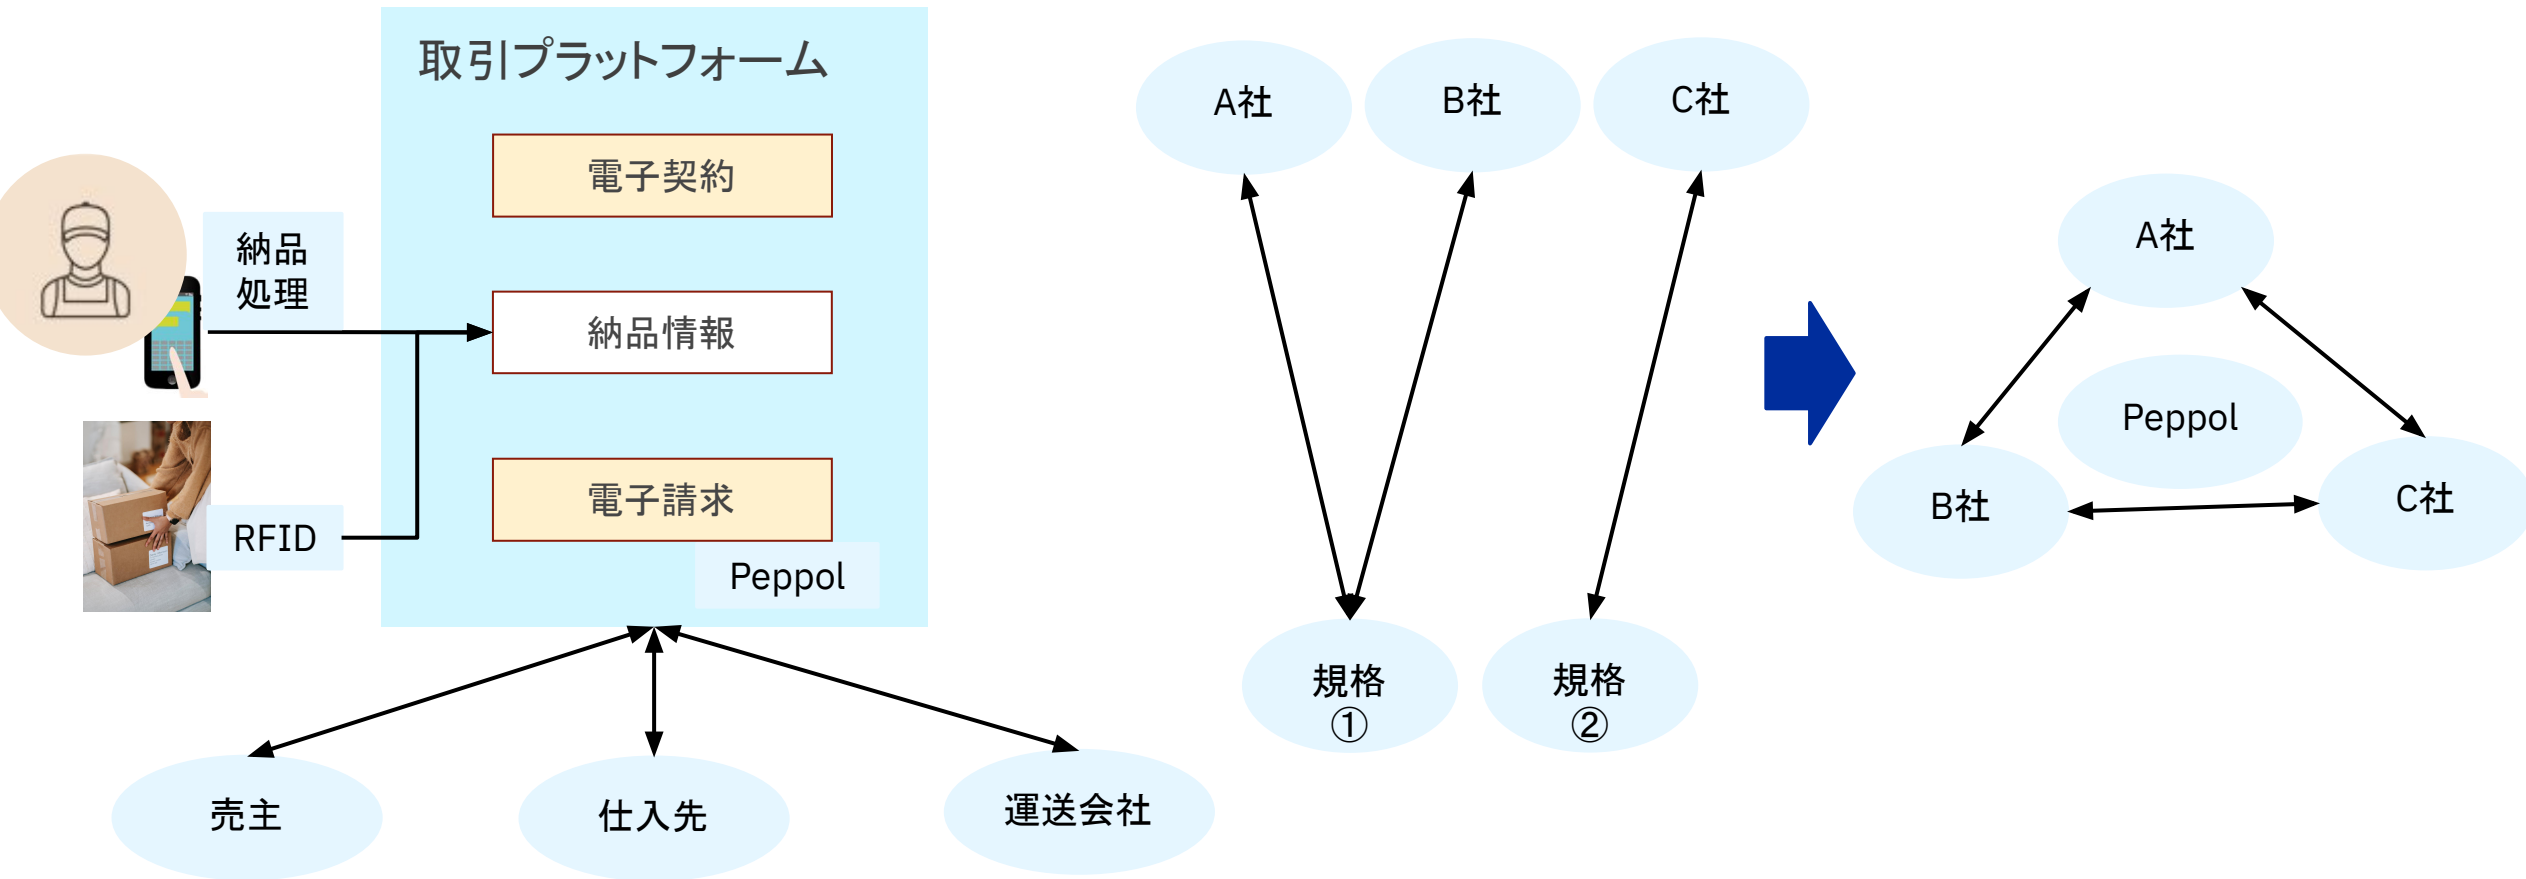 取引プラットフォーム
電子契約
納品
処理
納品情報
電子請求
RFID
Peppol
売主
仕入先
運送会社
A社
B社
C社
規格
①
規格
②
A社
Peppol
B社
C社